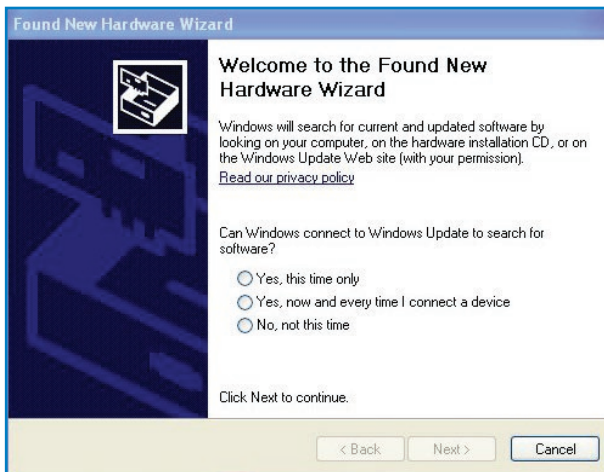 Found New Hardware Wizard
Welcome to the Found New
Hardware Wizard
Windows will search for current and updated software by
looking on your computer, on the hardware installation CD, or on
the Windows Update Web site (with your permission).
Read our privacy policy
Can Windows connect to Windows Update to search for
software?
Yes, this time only
Yes, now and every time I connect a device
No, not this time
Click Next to continue.
< Back Next > Cancel